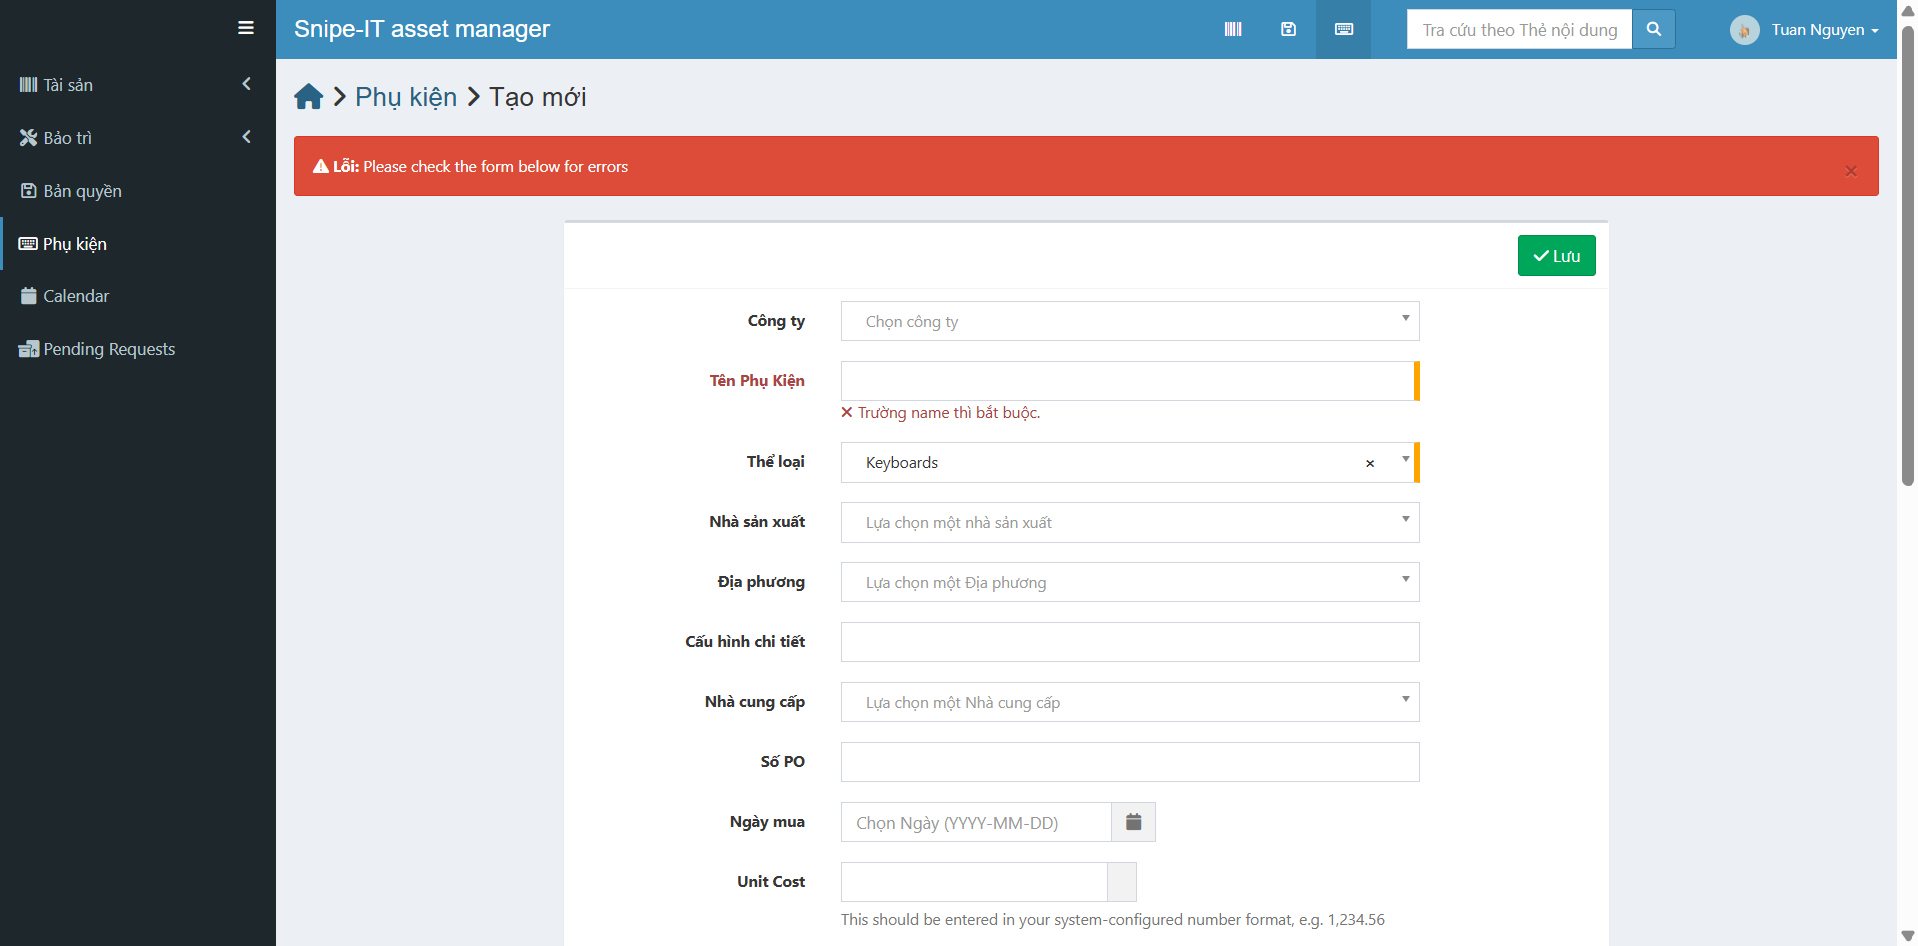 Snipe-IT asset manager
Tra cứu theo Thẻ nội dung
Tuan Nguyen
Tài sản
Bảo trì
Bản quyền
Phụ kiện
Calendar
Pending Requests
Phụ kiện
Tạo mới
Lỗi: Please check the form below for errors
×
Lưu
Công ty
Chọn công ty
Tên Phụ Kiện
Trường name thì bắt buộc.
Thể loại
Keyboards ×
Nhà sản xuất
Lựa chọn một nhà sản xuất
Địa phương
Lựa chọn một Địa phương
Cấu hình chi tiết
Nhà cung cấp
Lựa chọn một Nhà cung cấp
Số PO
Ngày mua
Chọn Ngày (YYYY-MM-DD)
Unit Cost
This should be entered in your system-configured number format, e.g. 1,234.56